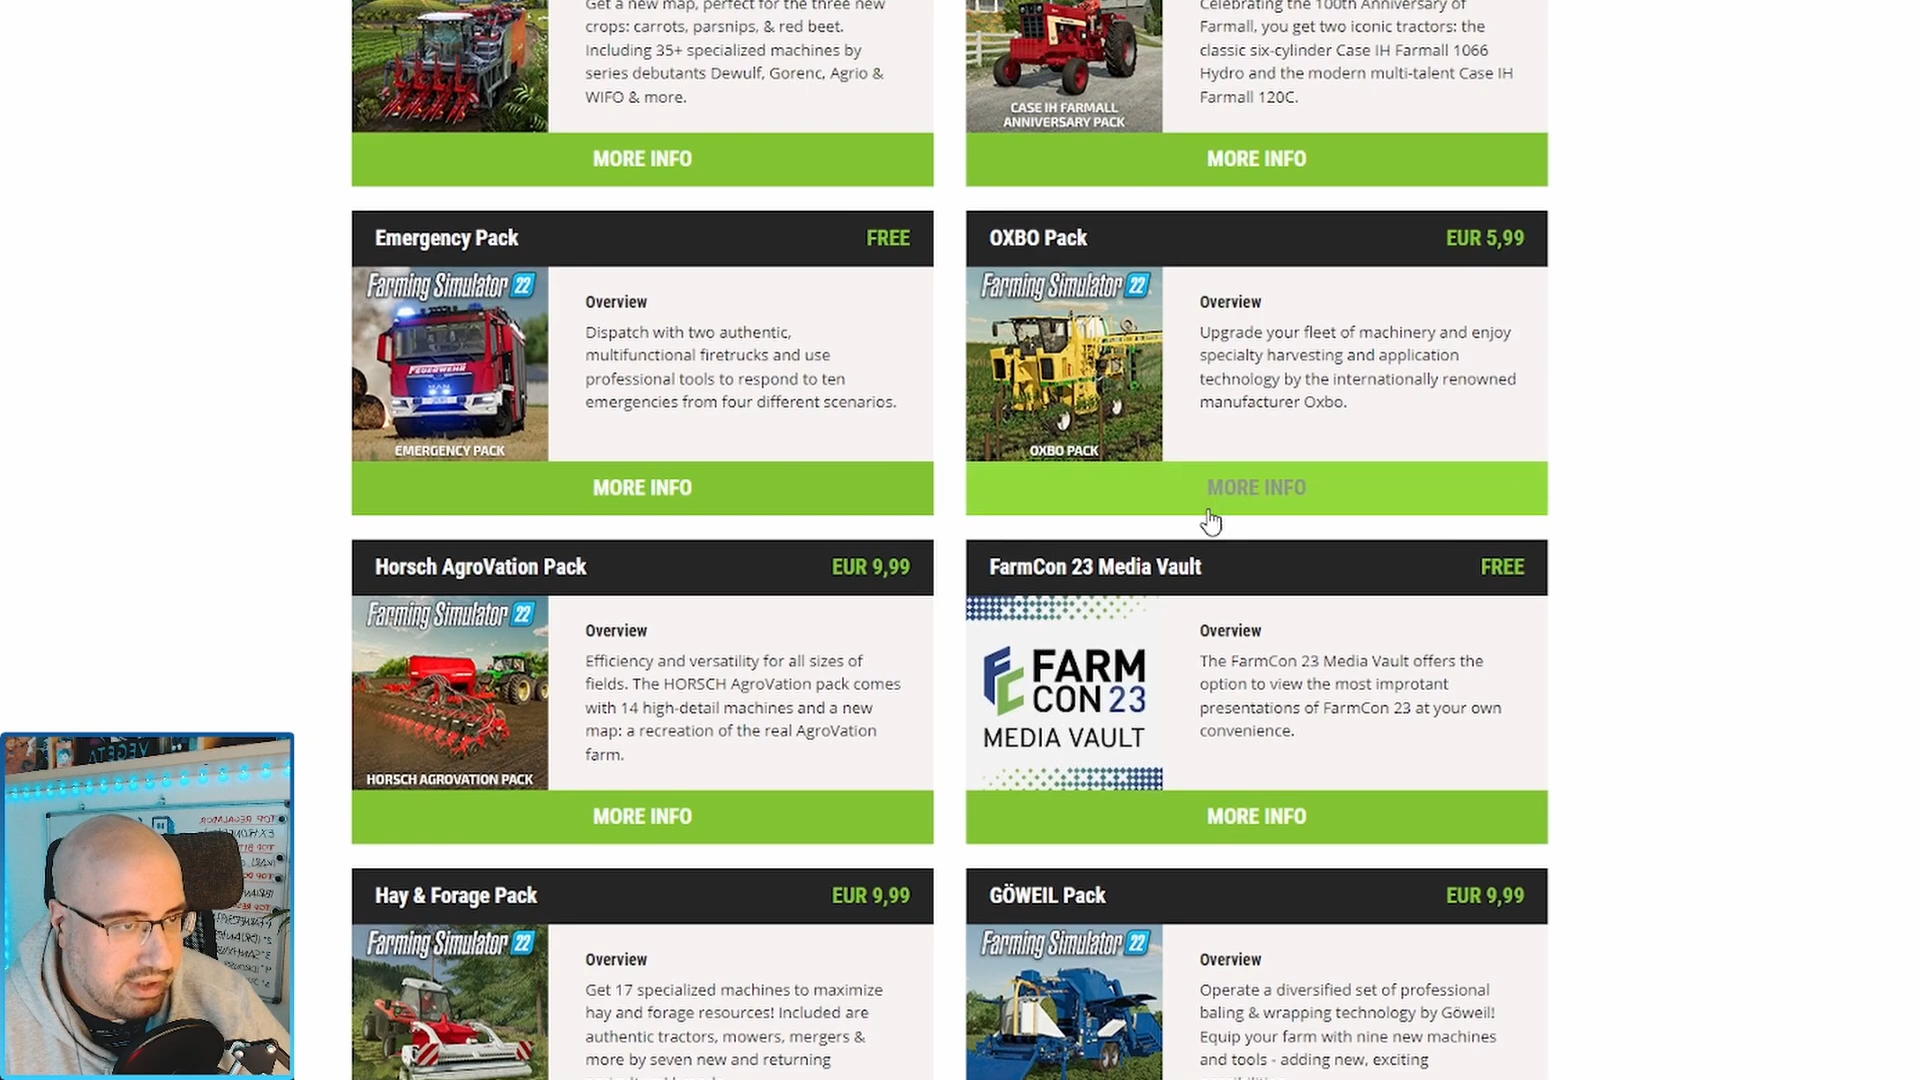 Get a new map, perfect for the three new
crops: carrots, parsnips, & red beet.
Including 35+ specialized machines by
series debutants Dewulf, Gorenc, Agrio &
WIFO & more.
MORE INFO
CASE IH FARMALL
ANNIVERSARY PACK
Celebrating the 100th Anniversary of
Farmall, you get two iconic tractors: the
classic six-cylinder Case IH Farmall 1066
Hydro and the modern multi-talent Case IH
Farmall 120C.
MORE INFO
Emergency Pack FREE
Farming Simulator 22
FEUERWEHR
MAN
EMERGENCY PACK
Overview
Dispatch with two authentic,
multifunctional firetrucks and use
professional tools to respond to ten
emergencies from four different scenarios.
MORE INFO
OXBO Pack EUR 5,99
Farming Simulator 22
OXBO PACK
Overview
Upgrade your fleet of machinery and enjoy
specialty harvesting and application
technology by the internationally renowned
manufacturer Oxbo.
MORE INFO
Horsch AgroVation Pack EUR 9,99
Farming Simulator 22
HORSCH AGROVATION PACK
Overview
Efficiency and versatility for all sizes of
fields. The HORSCH AgroVation pack comes
with 14 high-detail machines and a new
map: a recreation of the real AgroVation
farm.
MORE INFO
FarmCon 23 Media Vault FREE
FC FARM
CON 23
MEDIA VAULT
Overview
The FarmCon 23 Media Vault offers the
option to view the most improtant
presentations of FarmCon 23 at your own
convenience.
MORE INFO
Hay & Forage Pack EUR 9,99
Farming Simulator 22
Overview
Get 17 specialized machines to maximize
hay and forage resources! Included are
authentic tractors, mowers, mergers &
more by seven new and returning
GÖWEIL Pack EUR 9,99
Farming Simulator 22
Overview
Operate a diversified set of professional
baling & wrapping technology by Göweil!
Equip your farm with nine new machines
and tools - adding new, exciting
VEGETA